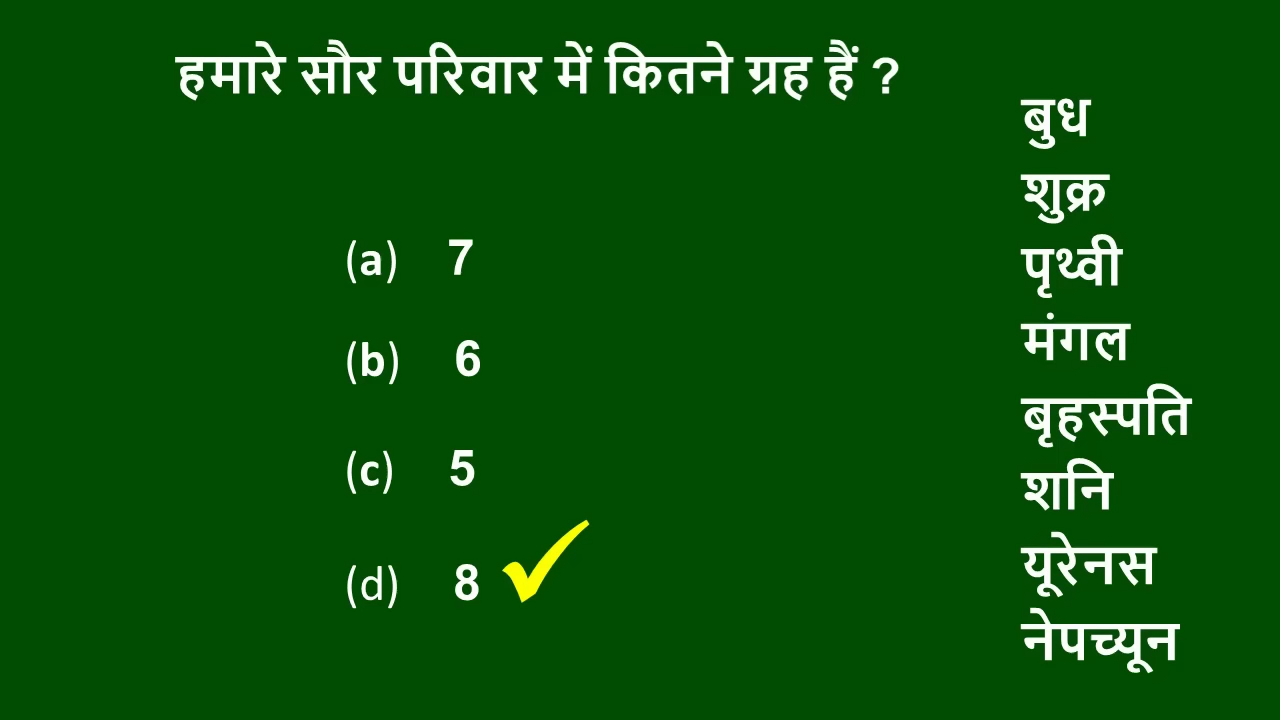 हमारे सौर परिवार में कितने ग्रह हैं ?
(a) 7
(b) 6
(c) 5
(d) 8
बुध
शुक्र
पृथ्वी
मंगल
बृहस्पति
शनि
यूरेनस
नेपच्यून